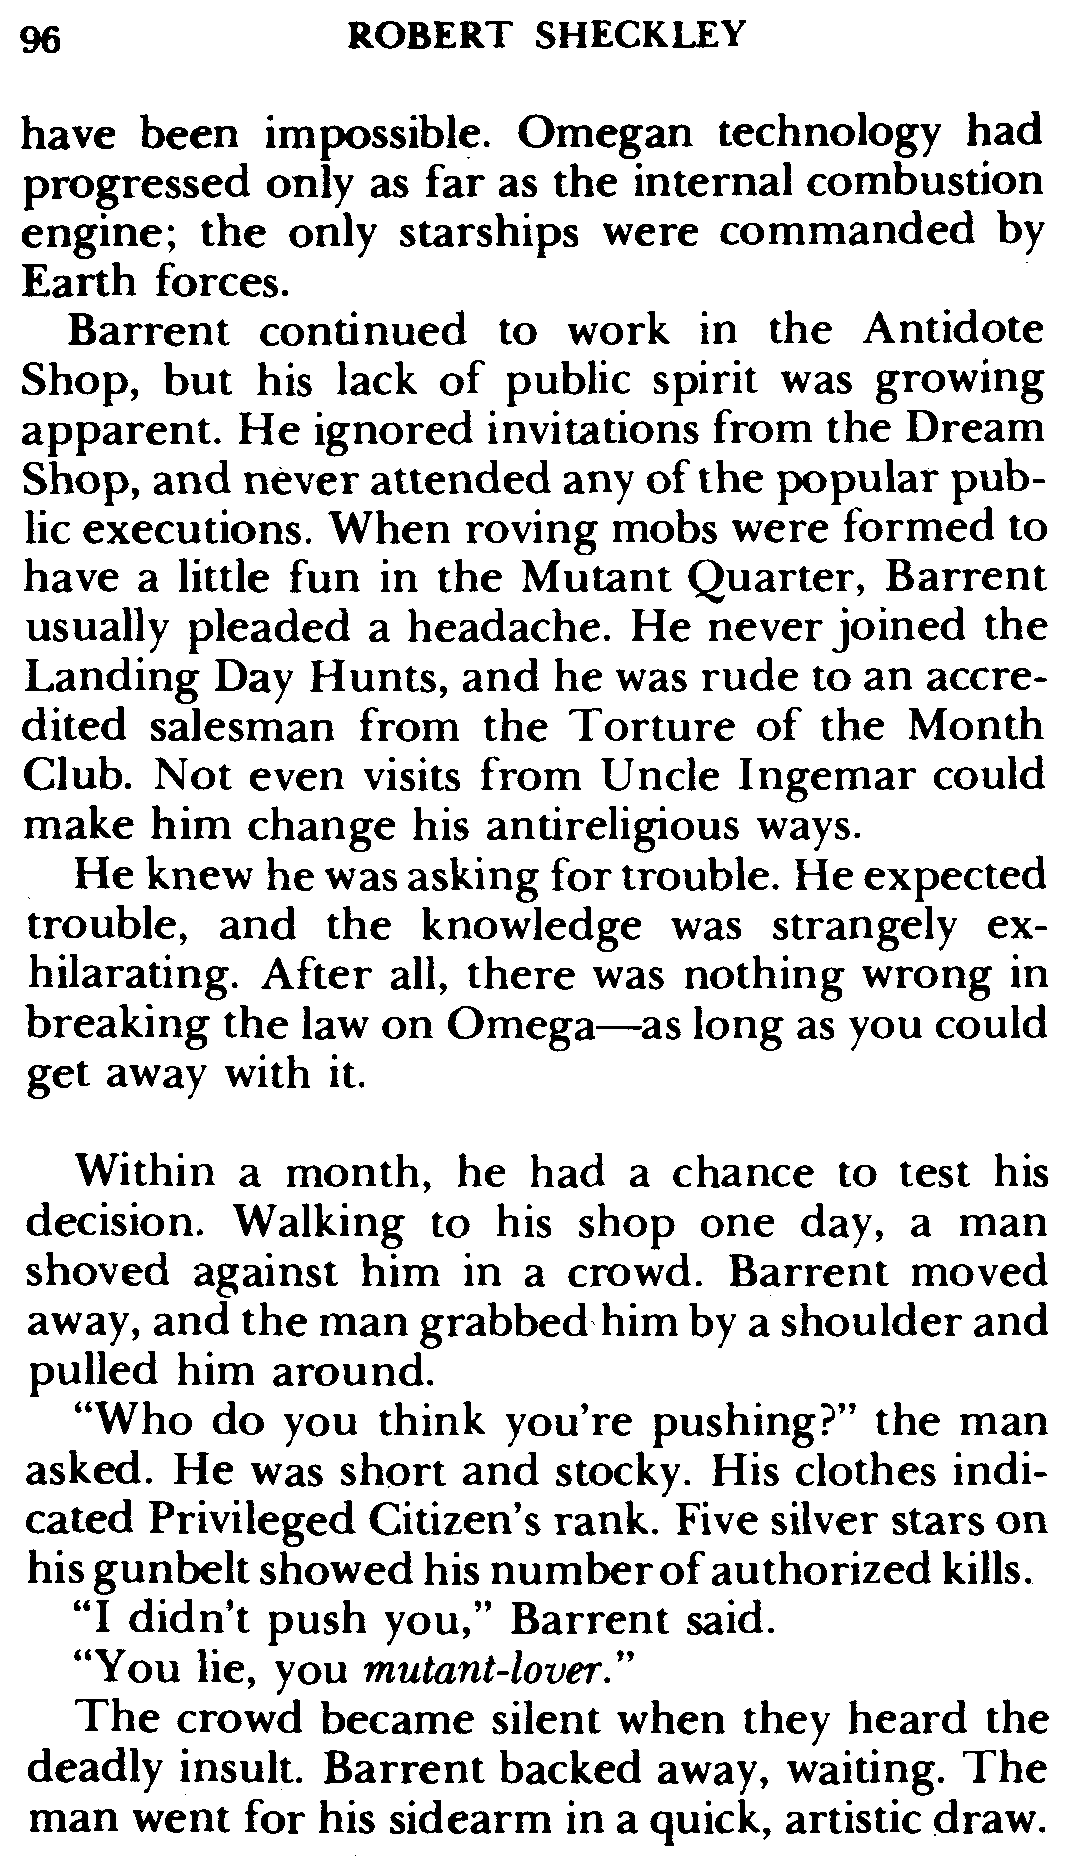 96 ROBERT SHECKLEY
have been impossible. Omegan technology had
progressed only as far as the internal combustion
engine; the only starships were commanded by
Earth forces.
Barrent continued to work in the Antidote
Shop, but his lack of public spirit was growing
apparent. He ignored invitations from the Dream
Shop, and never attended any of the popular pub-
lic executions. When roving mobs were formed to
have a little fun in the Mutant Quarter, Barrent
usually pleaded a headache. He never joined the
Landing Day Hunts, and he was rude to an accre-
dited salesman from the Torture of the Month
Club. Not even visits from Uncle Ingemar could
make him change his antireligious ways.
He knew he was asking for trouble. He expected
trouble, and the knowledge was strangely ex-
hilarating. After all, there was nothing wrong in
breaking the law on Omega—as long as you could
get away with it.
Within a month, he had a chance to test his
decision. Walking to his shop one day, a man
shoved against him in a crowd. Barrent moved
away, and the man grabbed him by a shoulder and
pulled him around.
“Who do you think you're pushing?” the man
asked. He was short and stocky. His clothes indi-
cated Privileged Citizen's rank. Five silver stars on
his gunbelt showed his number of authorized kills.
“I didn't push you,” Barrent said.
“You lie, you mutant-lover.”
The crowd became silent when they heard the
deadly insult. Barrent backed away, waiting. The
man went for his sidearm in a quick, artistic draw.